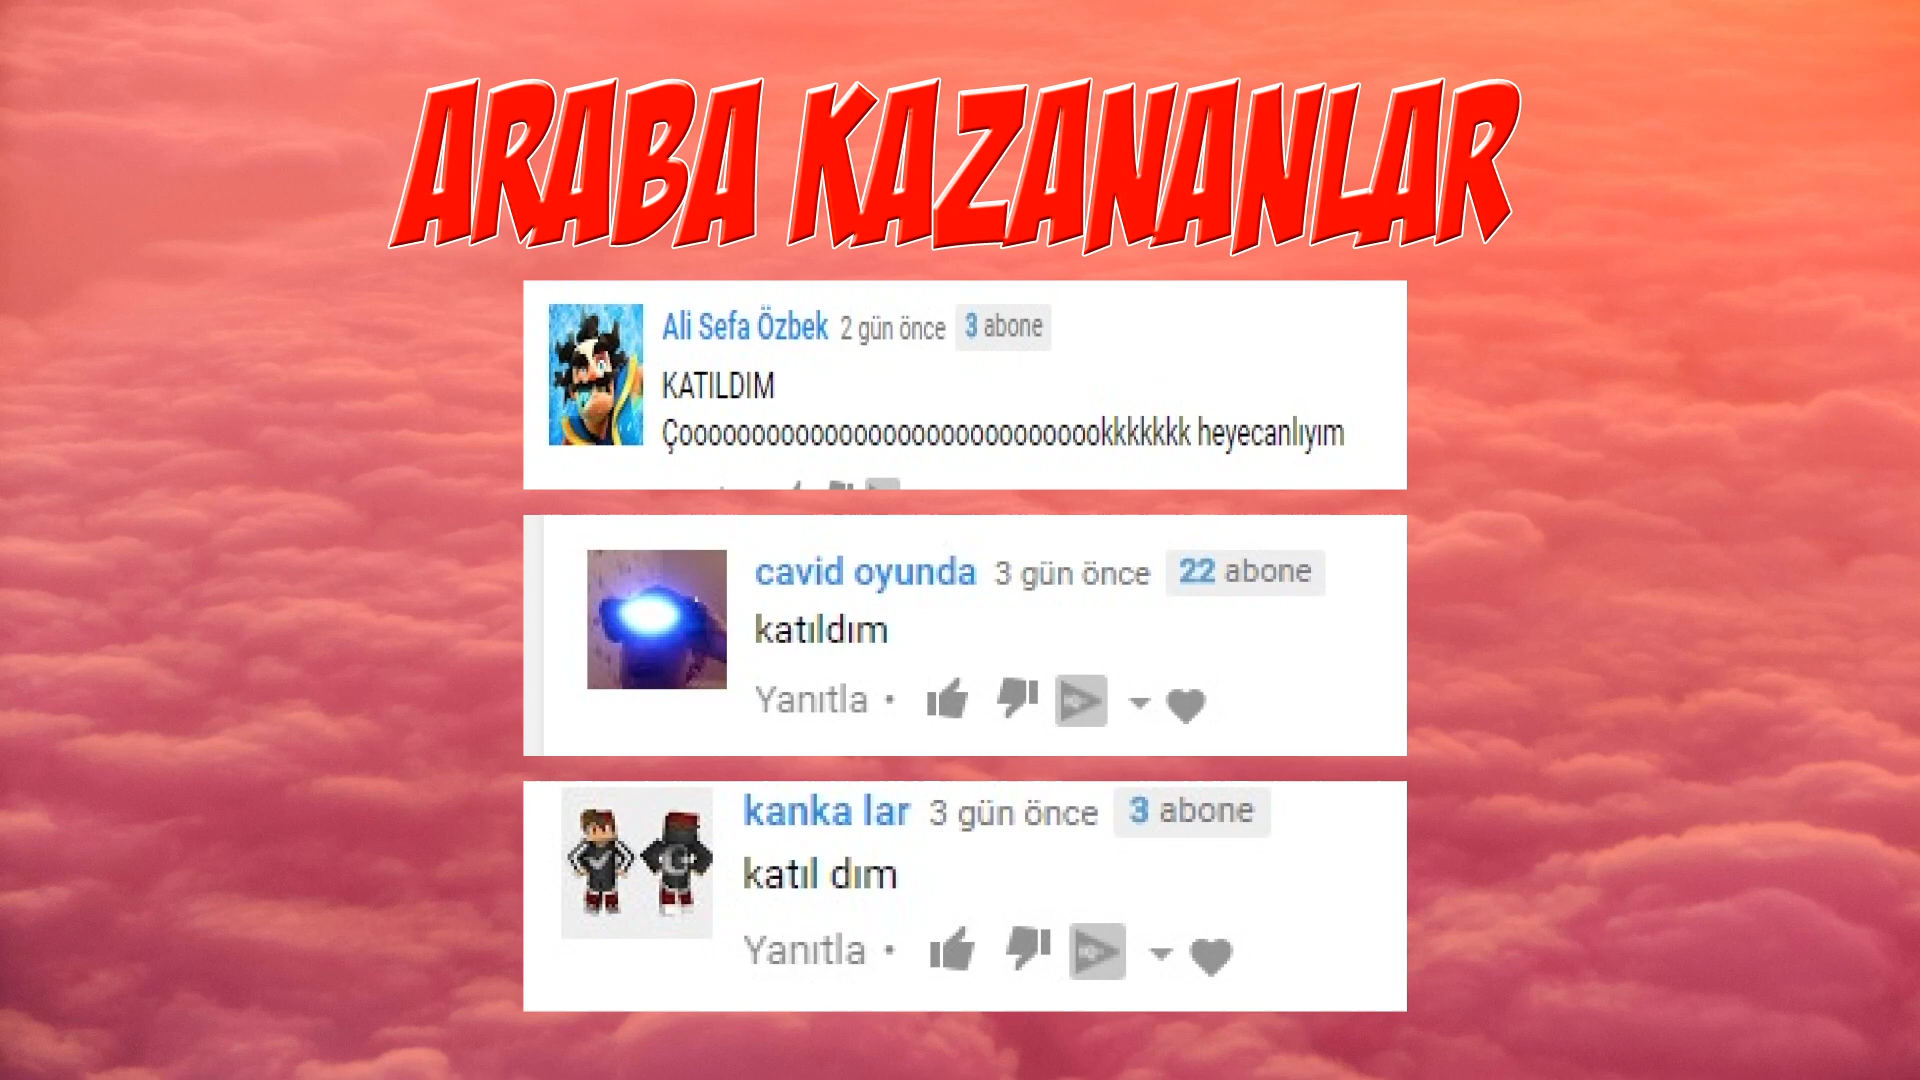 ARABA KAZANANLAR
Ali Sefa Özbek 2 gün önce 3 abone
KATILDIM
Çooooooooooooooooooooooooooooookkkkkkk heyecanlıyım
cavid oyunda 3 gün önce 22 abone
katıldım
Yanıtla •
kanka lar 3 gün önce 3 abone
katıl dım
Yanıtla •